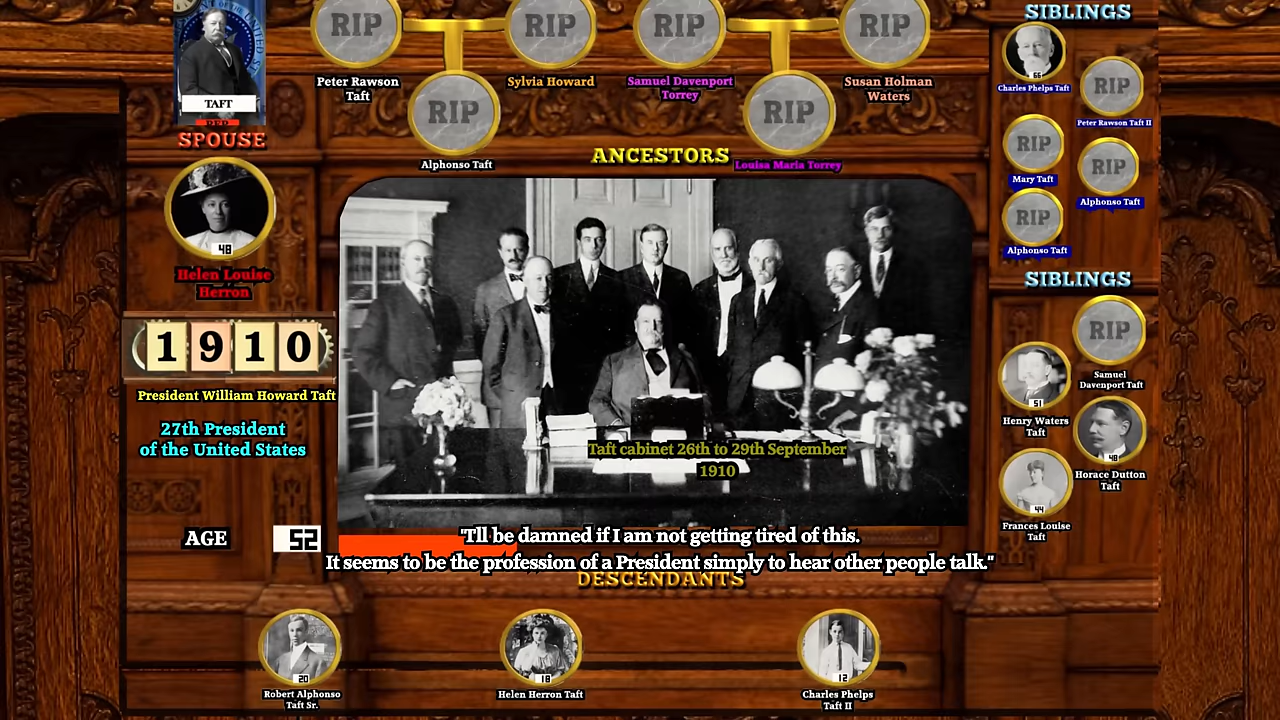 TAFT
REP
SPOUSE
48
Helen Louise
Herron
1910
President William Howard Taft
27th President
of the United States
AGE
52
RIP
Peter Rawson
Taft
RIP
Alphonso Taft
RIP
Sylvia Howard
RIP
Samuel Davenport
Torrey
RIP
Louisa Maria Torrey
RIP
Susan Holman
Waters
ANCESTORS
Taft cabinet 26th to 29th September
1910
"I'll be damned if I am not getting tired of this.
It seems to be the profession of a President simply to hear other people talk."
DESCENDANTS
20
Robert Alphonso
Taft Sr.
18
Helen Herron Taft
12
Charles Phelps
Taft II
SIBLINGS
66
Charles Phelps Taft
RIP
Peter Rawson Taft II
RIP
Mary Taft
RIP
Alphonso Taft
RIP
Alphonso Taft
SIBLINGS
RIP
Samuel
Davenport Taft
51
Henry Waters
Taft
48
Horace Dutton
Taft
44
Frances Louise
Taft